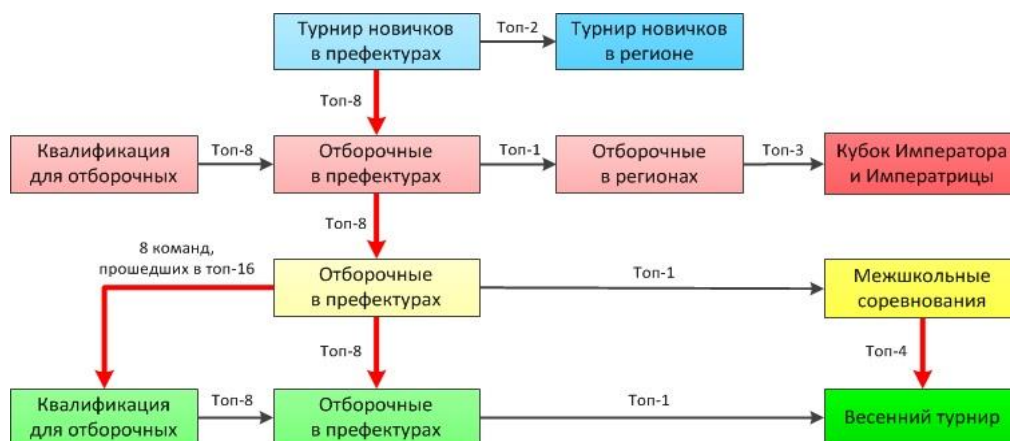 Турнир новичков
в префектурах
Топ-2
Турнир новичков
в регионе
Топ-8
Квалификация
для отборочных
Топ-8
Отборочные
в префектурах
Топ-1
Отборочные
в регионах
Топ-3
Кубок Императора
и Императрицы
Топ-8
8 команд,
прошедших в топ-16
Отборочные
в префектурах
Топ-1
Межшкольные
соревнования
Топ-8
Топ-4
Квалификация
для отборочных
Топ-8
Отборочные
в префектурах
Топ-1
Весенний турнир